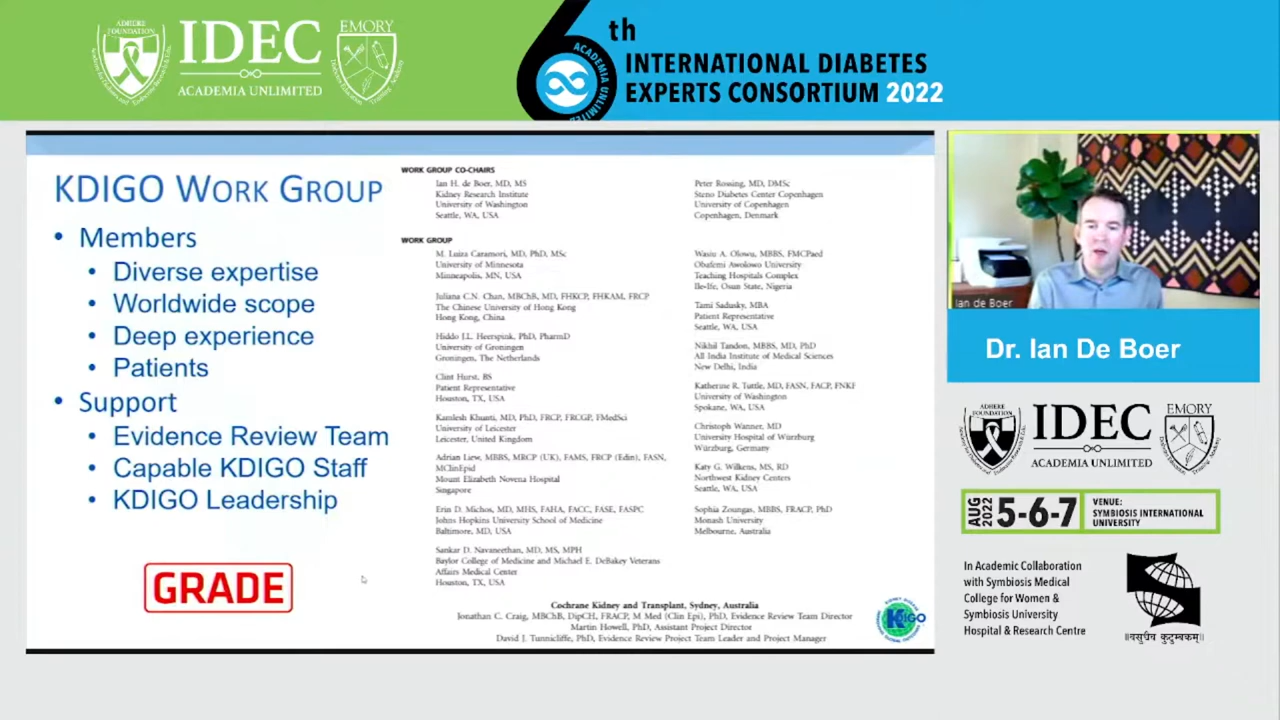 ADHERE
FOUNDATION
IDEC
ACADEMIA UNLIMITED
EMORY
6th
ACADEMIA UNLIMITED
INTERNATIONAL DIABETES
EXPERTS CONSORTIUM 2022
KDIGO WORK GROUP
• Members
• Diverse expertise
• Worldwide scope
• Deep experience
• Patients
• Support
• Evidence Review Team
• Capable KDIGO Staff
• KDIGO Leadership
GRADE
WORK GROUP CO-CHAIRS
Ian H. de Boer, MD, MS
Kidney Research Institute
University of Washington
Seattle, WA, USA
Peter Rossing, MD, DMSc
Steno Diabetes Center Copenhagen
University of Copenhagen
Copenhagen, Denmark
WORK GROUP
M. Luiza Caramori, MD, PhD, MSc
University of Minnesota
Minneapolis, MN, USA
Juliana C.N. Chan, MBChB, MD, FHKCP, FHKAM, FRCP
The Chinese University of Hong Kong
Hong Kong, China
Hiddo J.L. Heerspink, PhD, PharmD
University of Groningen
Groningen, The Netherlands
Clint Hurst, BS
Patient Representative
Houston, TX, USA
Kamlesh Khunti, MD, PhD, FRCP, FRCGP, FMedSci
University of Leicester
Leicester, United Kingdom
Adrian Liew, MBBS, MRCP (UK), FAMS, FRCP (Edin), FASN,
MClinEpid
Mount Elizabeth Novena Hospital
Singapore
Erin D. Michos, MD, MHS, FAHA, FACC, FASE, FASPC
Johns Hopkins University School of Medicine
Baltimore, MD, USA
Sankar D. Navaneethan, MD, MS, MPH
Baylor College of Medicine and Michael E. DeBakey Veterans
Affairs Medical Center
Houston, TX, USA
Wasiu A. Olowu, MBBS, FMCPaed
Obafemi Awolowo University
Teaching Hospitals Complex
Ile-Ife, Osun State, Nigeria
Tami Sadusky, MBA
Patient Representative
Seattle, WA, USA
Nikhil Tandon, MBBS, MD, PhD
All India Institute of Medical Sciences
New Delhi, India
Katherine R. Tuttle, MD, FASN, FACP, FNKF
University of Washington
Spokane, WA, USA
Christoph Wanner, MD
University Hospital of Würzburg
Würzburg, Germany
Katy G. Wilkens, MS, RD
Northwest Kidney Centers
Seattle, WA, USA
Sophia Zoungas, MBBS, FRACP, PhD
Monash University
Melbourne, Australia
Cochrane Kidney and Transplant, Sydney, Australia
Jonathan C. Craig, MBChB, DipCH, FRACP, M Med (Clin Epi), PhD, Evidence Review Team Director
Martin Howell, PhD, Assistant Project Director
David J. Tunnicliffe, PhD, Evidence Review Project Team Leader and Project Manager
KDIGO
Ian de Boer
Dr. Ian De Boer
ADHERE
FOUNDATION
IDEC
ACADEMIA UNLIMITED
EMORY
AUG 2022
5-6-7
VENUE:
SYMBIOSIS INTERNATIONAL
UNIVERSITY
In Academic Collaboration
with Symbiosis Medical
College for Women &
Symbiosis University
Hospital & Research Centre
॥वसुधैव कुटुम्बकम्॥